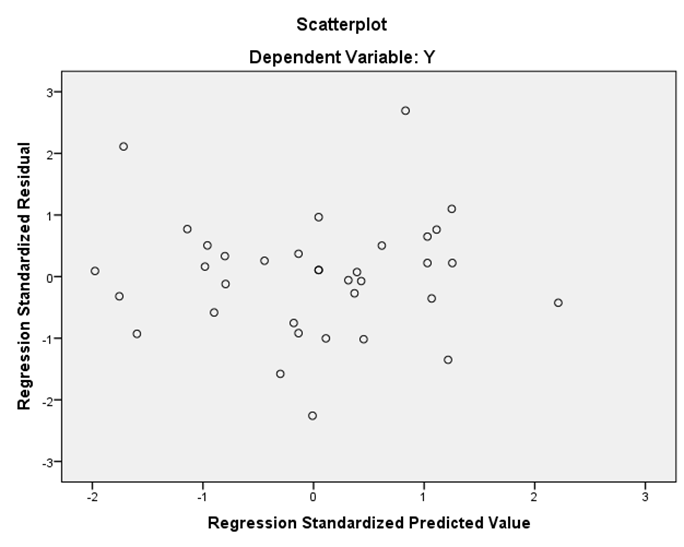 Scatterplot
Dependent Variable: Y
Regression Standardized Residual
3
2
1
0
-1
-2
-3
-2 -1 0 1 2 3
Regression Standardized Predicted Value